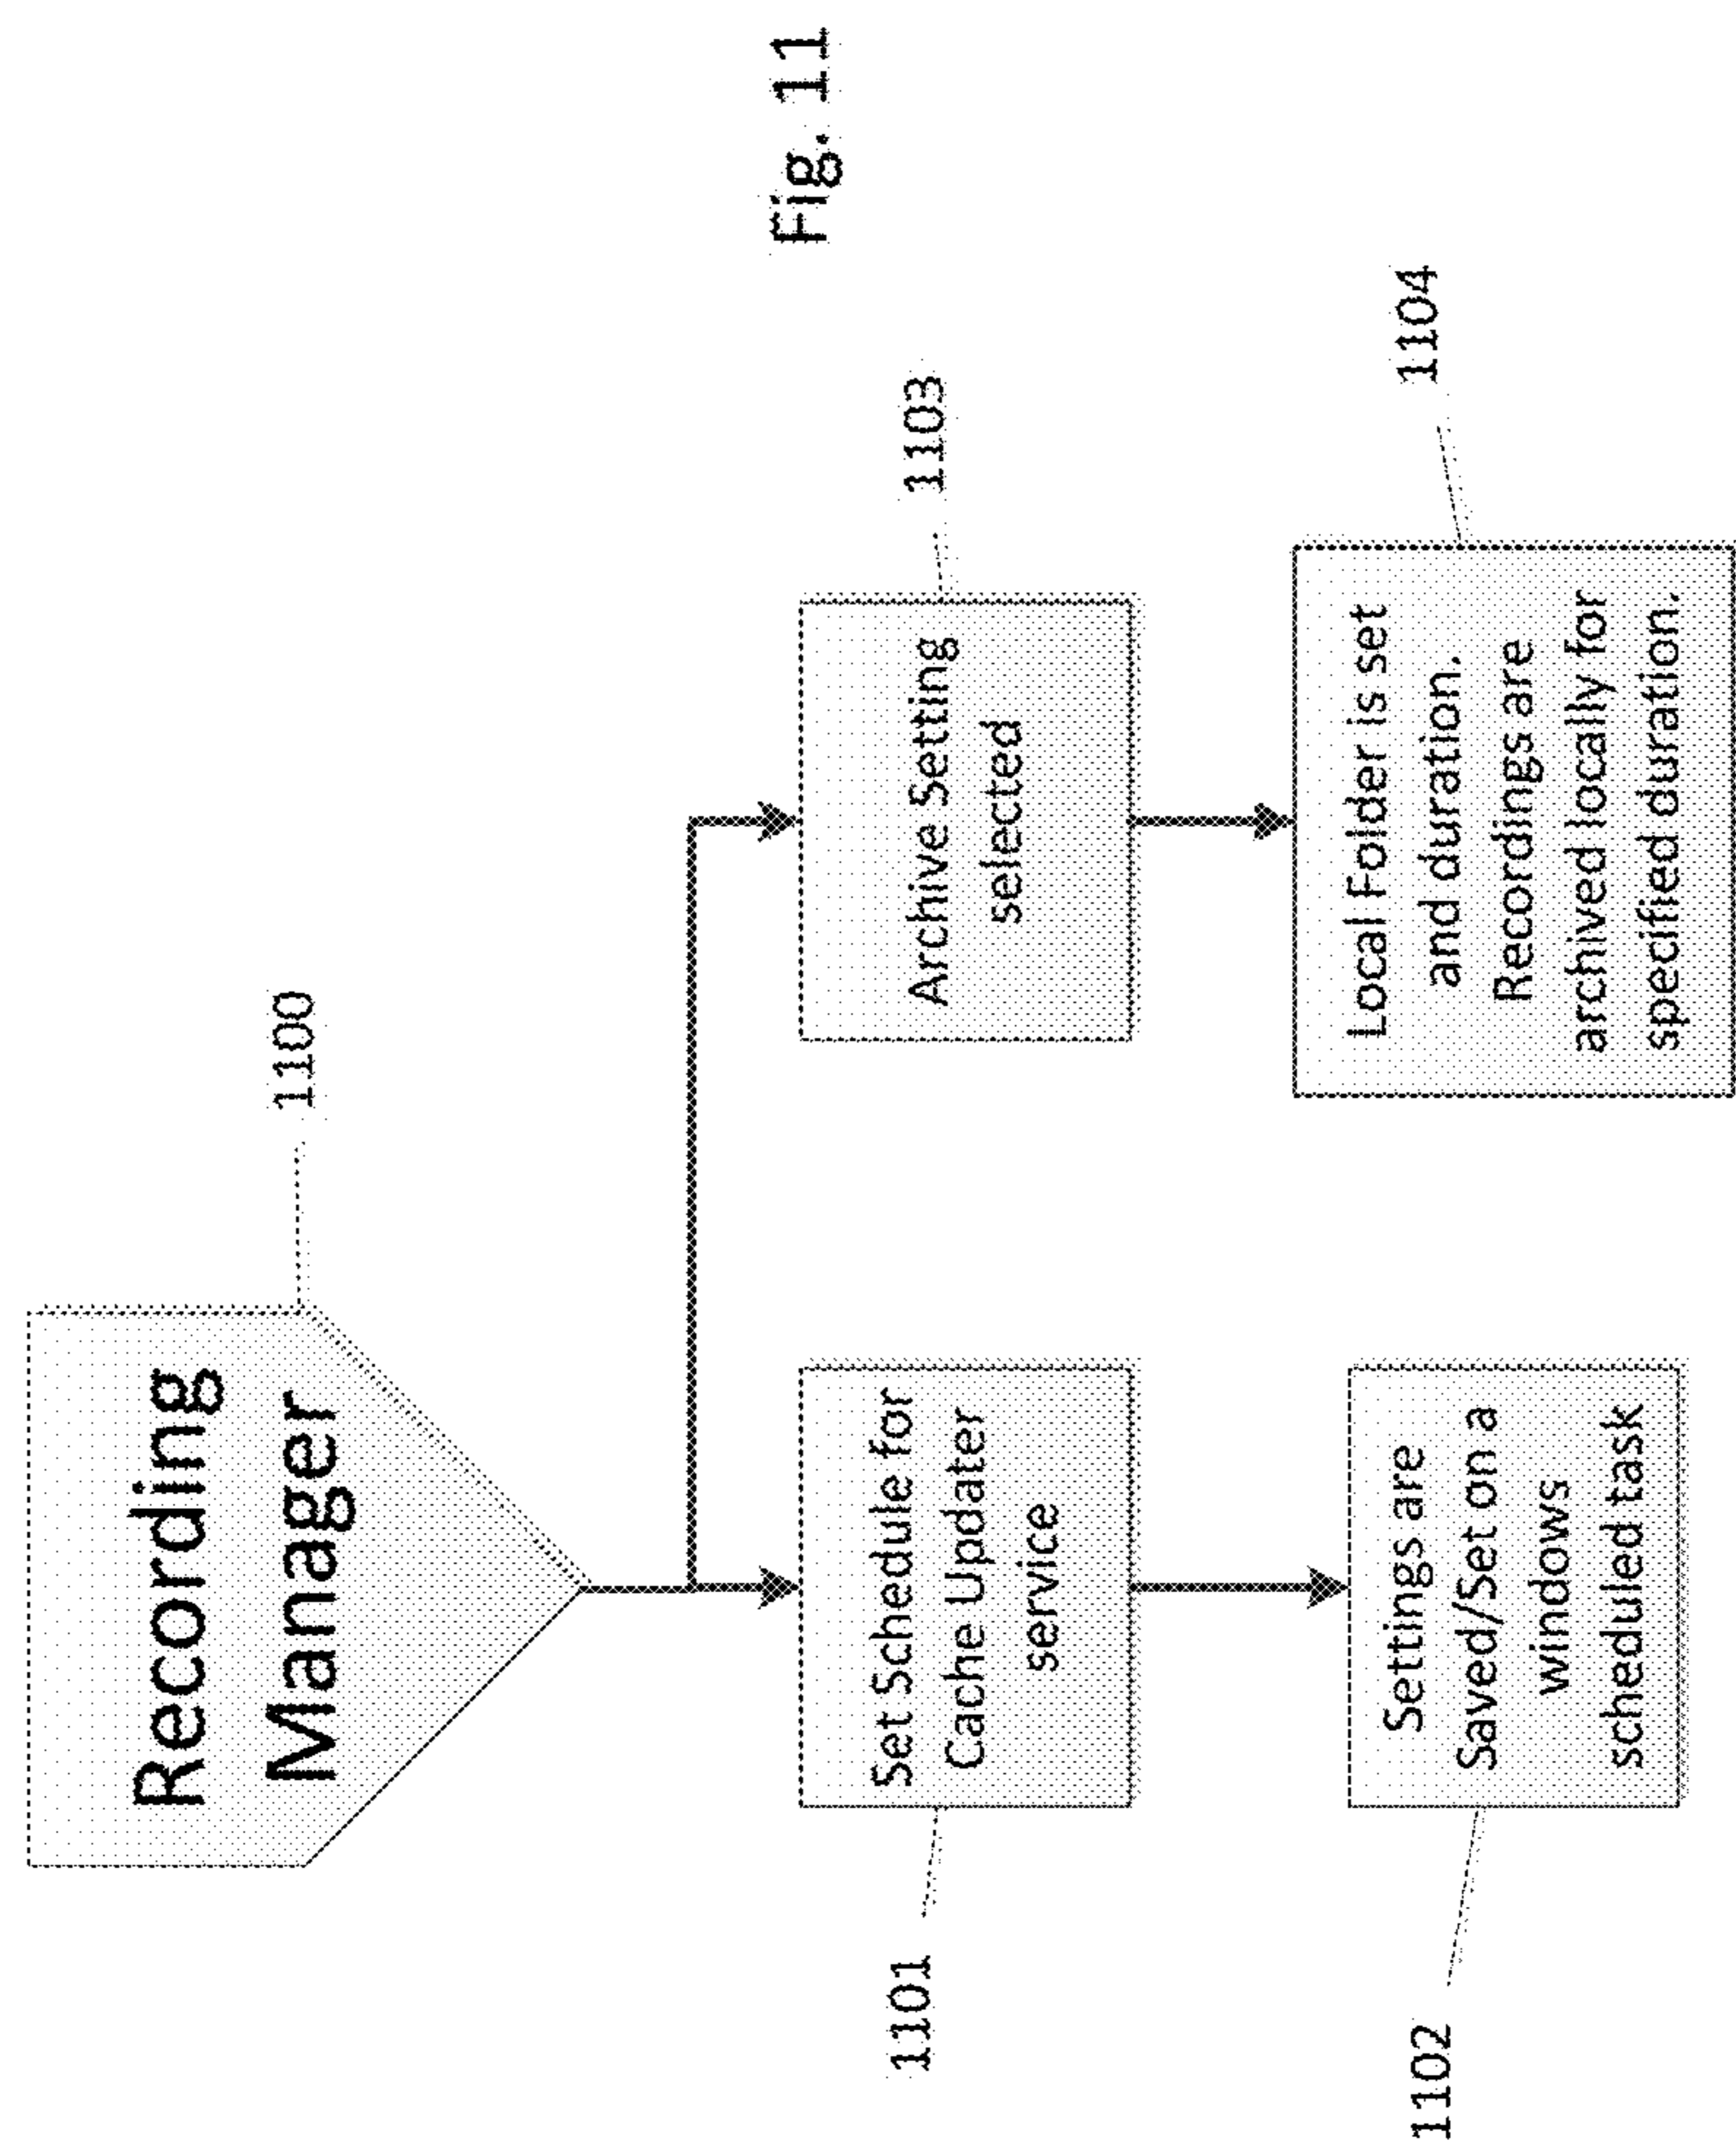 Recording
Manager
1100
Fig. 11
1101
Set Schedule for
Cache Updater
service
Archive Setting
selected
1103
1102
Settings are
Saved/Set on a
windows
scheduled task
Local Folder is set
and duration.
Recordings are
archived locally for
specified duration.
1104